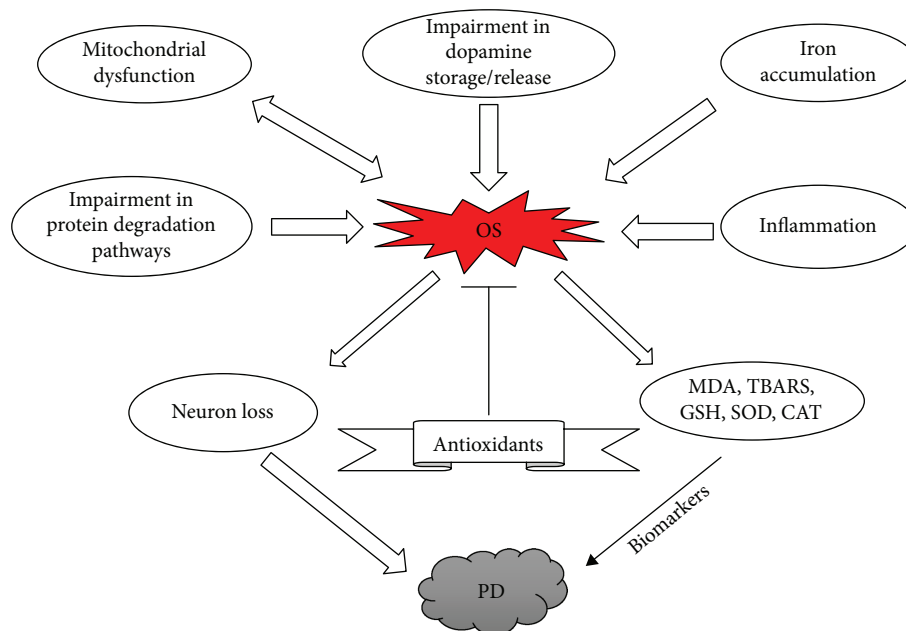 Mitochondrial
dysfunction
Impairment in
dopamine
storage/release
Iron
accumulation
Impairment in
protein degradation
pathways
OS
Inflammation
Neuron loss
Antioxidants
MDA, TBARS,
GSH, SOD, CAT
Biomarkers
PD